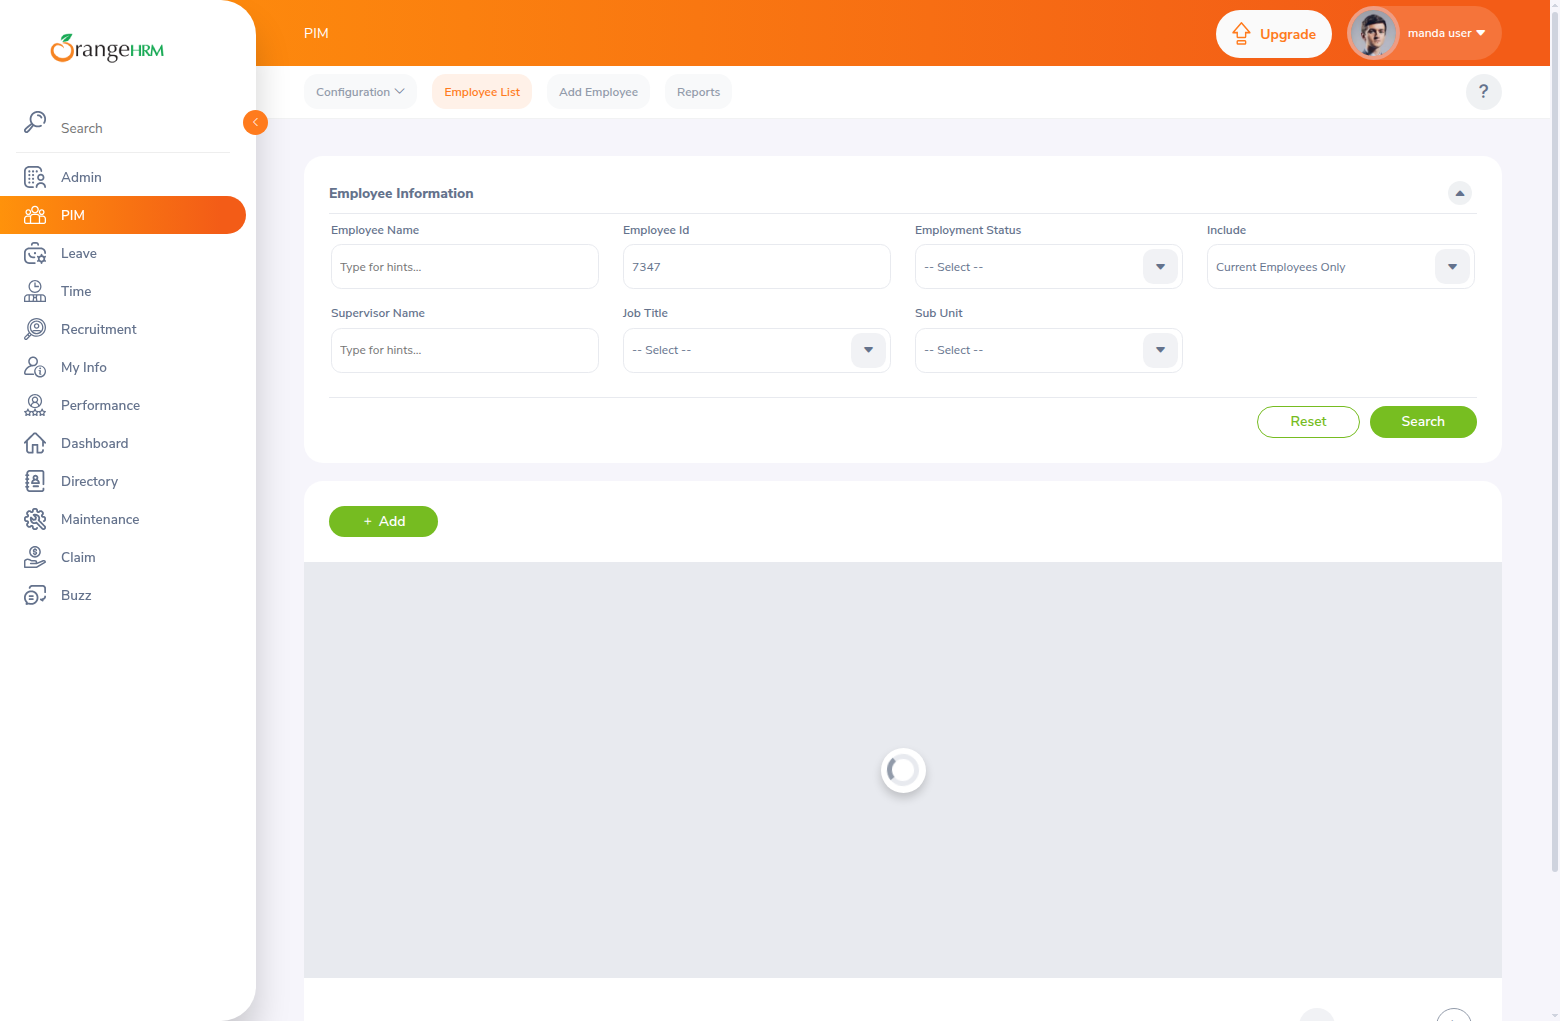 OrangeHRM
PIM
Upgrade
manda user
Configuration
Employee List
Add Employee
Reports
?
Search
Admin
PIM
Leave
Time
Recruitment
My Info
Performance
Dashboard
Directory
Maintenance
Claim
Buzz
Employee Information
Employee Name
Employee Id
Employment Status
Include
Type for hints...
7347
-- Select --
Current Employees Only
Supervisor Name
Job Title
Sub Unit
Type for hints...
-- Select --
-- Select --
Reset
Search
+ Add